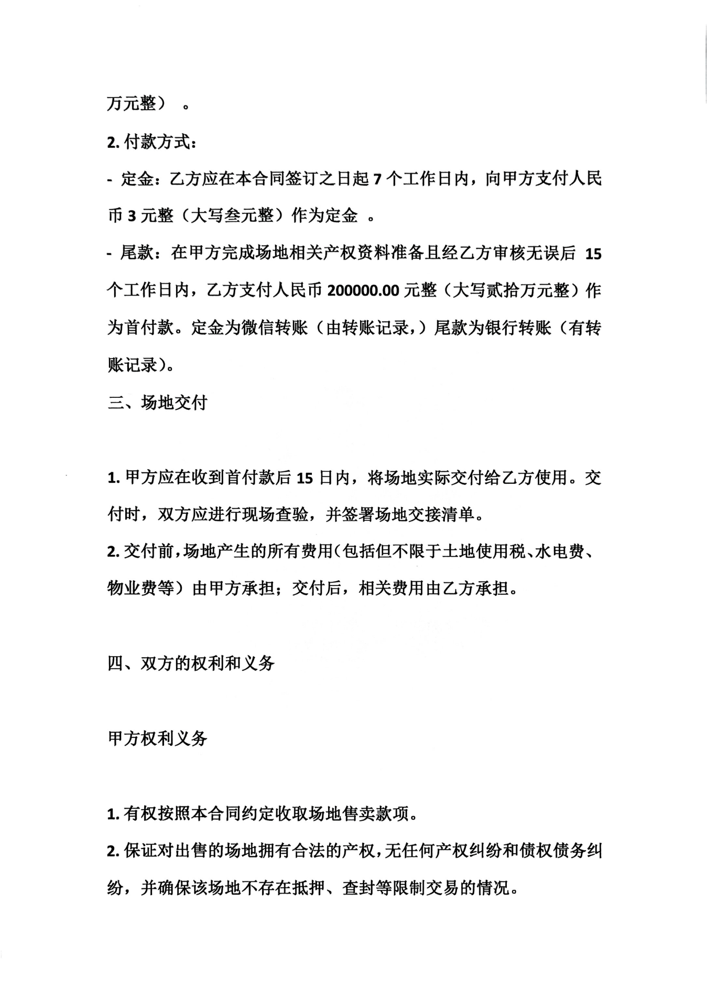 万元整） 。
2. 付款方式：
- 定金：乙方应在本合同签订之日起 7 个工作日内，向甲方支付人民
币 3 元整（大写叁元整）作为定金 。
- 尾款：在甲方完成场地相关产权资料准备且经乙方审核无误后 15
个工作日内，乙方支付人民币 200000.00 元整（大写贰拾万元整）作
为首付款。定金为微信转账（由转账记录，）尾款为银行转账（有转
账记录）。
三、场地交付
1. 甲方应在收到首付款后 15 日内，将场地实际交付给乙方使用。交
付时，双方应进行现场查验，并签署场地交接清单。
2. 交付前，场地产生的所有费用（包括但不限于土地使用税、水电费、
物业费等）由甲方承担；交付后，相关费用由乙方承担。
四、双方的权利和义务
甲方权利义务
1. 有权按照本合同约定收取场地售卖款项。
2. 保证对出售的场地拥有合法的产权，无任何产权纠纷和债权债务纠
纷，并确保该场地不存在抵押、查封等限制交易的情况。